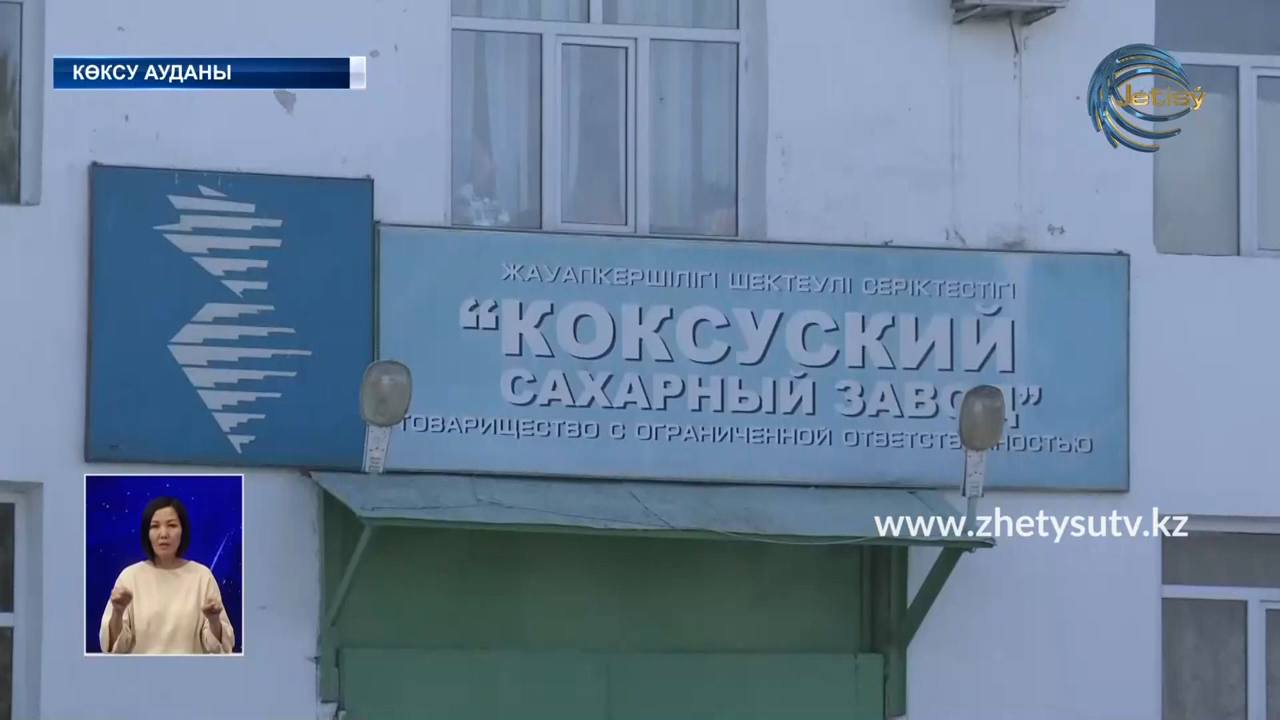 КӨКСУ АУДАНЫ
Jetisý
ЖАУАПКЕРШІЛІГІ ШЕКТЕУЛІ СЕРІКТЕСТІГІ
“КОКСУСКИЙ
САХАРНЫЙ ЗАВОД”
ТОВАРИЩЕСТВО С ОГРАНИЧЕННОЙ ОТВЕТСТВЕННОСТЬЮ
www.zhetysutv.kz